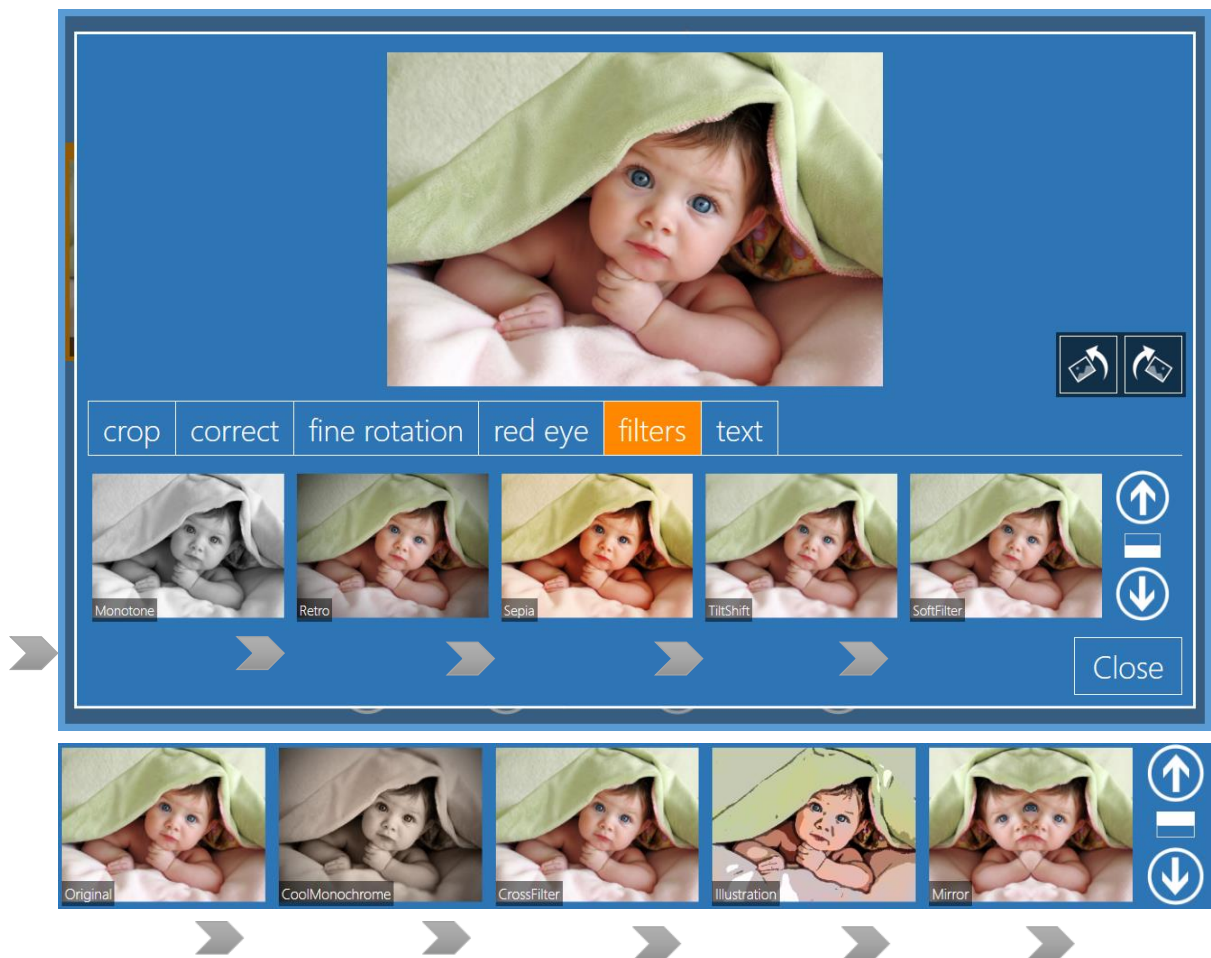 crop correct fine rotation red eye filters text
Monotone Retro Sepia TiltShift SoftFilter
Close
Original CoolMonochrome CrossFilter Illustration Mirror